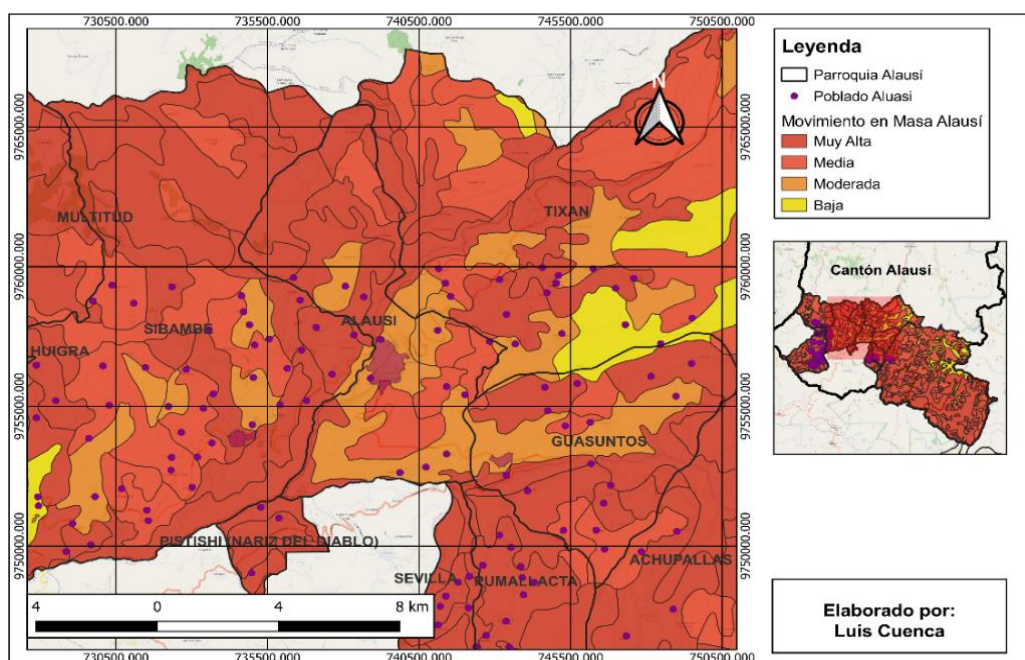 730500.000 735500.000 740500.000 745500.000 750500.000
9765000.000 9765000.000
9760000.000 9760000.000
9755000.000 9755000.000
9750000.000 9750000.000
N
MULTITUD
TIXAN
SIBAMBE
ALAUSI
HUIGRA
GUASUNTOS
PISTISHI (NARIZ DEL DIABLO)
SEVILLA
PUMALLACTA
ACHUPALLAS
4 0 4 8 km
730500.000 735500.000 740500.000 745500.000 750500.000
Leyenda
Parroquia Alausí
Poblado Aluasi
Movimiento en Masa Alausí
Muy Alta
Media
Moderada
Baja
Cantón Alausí
Elaborado por:
Luis Cuenca